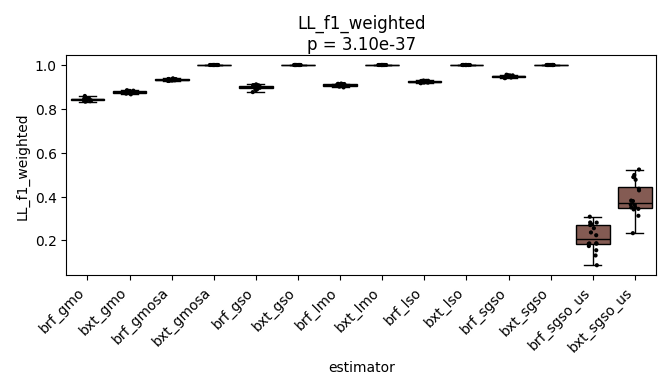 LL_f1_weighted
p = 3.10e-37
LL_f1_weighted
1.0
0.8
0.6
0.4
0.2
brf_gmo
bxt_gmo
brf_gmosa
bxt_gmosa
brf_gso
bxt_gso
brf_lmo
bxt_lmo
brf_lso
bxt_lso
brf_sgso
bxt_sgso
brf_sgso_us
bxt_sgso_us
estimator